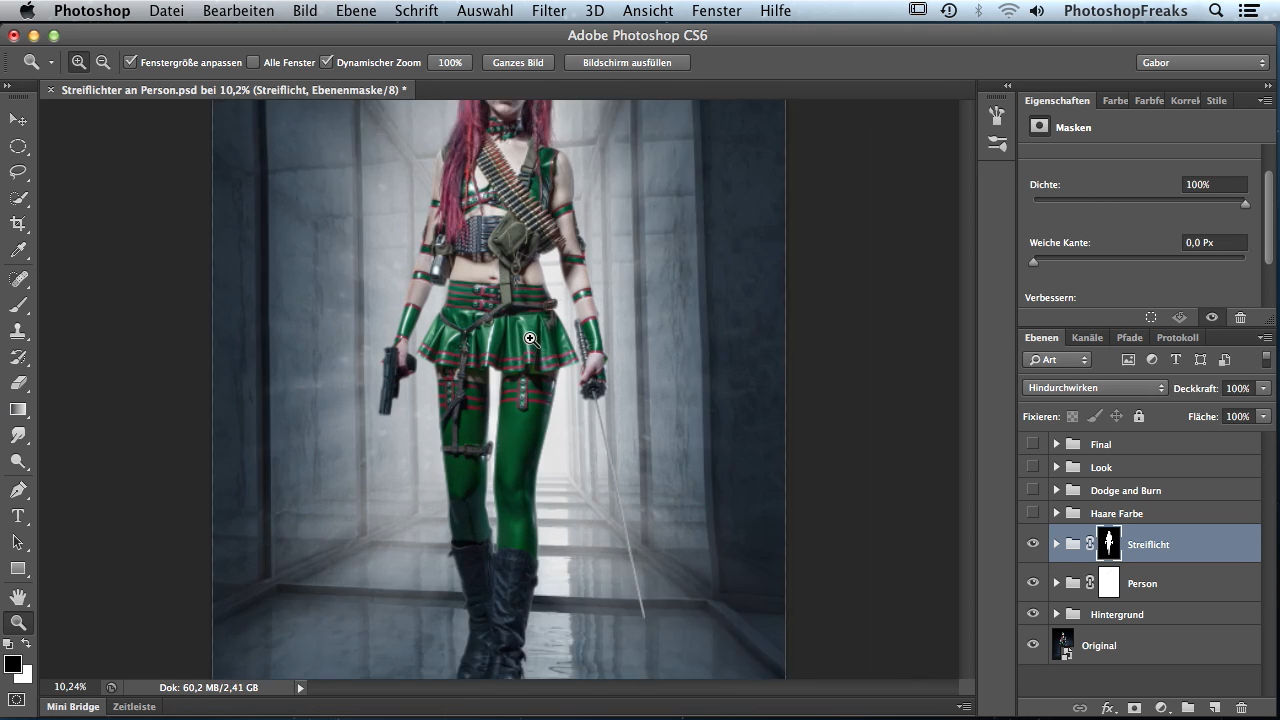 Photoshop Datei Bearbeiten Bild Ebene Schrift Auswahl Filter 3D Ansicht Fenster Hilfe PhotoshopFreaks
Adobe Photoshop CS6
Fenstergröße anpassen Alle Fenster Dynamischer Zoom 100% Ganzes Bild Bildschirm ausfüllen Gabor
Streiflichter an Person.psd bei 10,2% (Streiflicht, Ebenenmaske/8) *
Eigenschaften Farbe Farbfe Korrek Stile
Masken
Dichte: 100%
Weiche Kante: 0,0 Px
Verbessern:
Ebenen Kanäle Pfade Protokoll
Art
Hindurchwirken Deckkraft: 100%
Fixieren: Fläche: 100%
Final
Look
Dodge and Burn
Haare Farbe
Streiflicht
Person
Hintergrund
Original
10,24% Dok: 60,2 MB/2,41 GB
Mini Bridge Zeitleiste